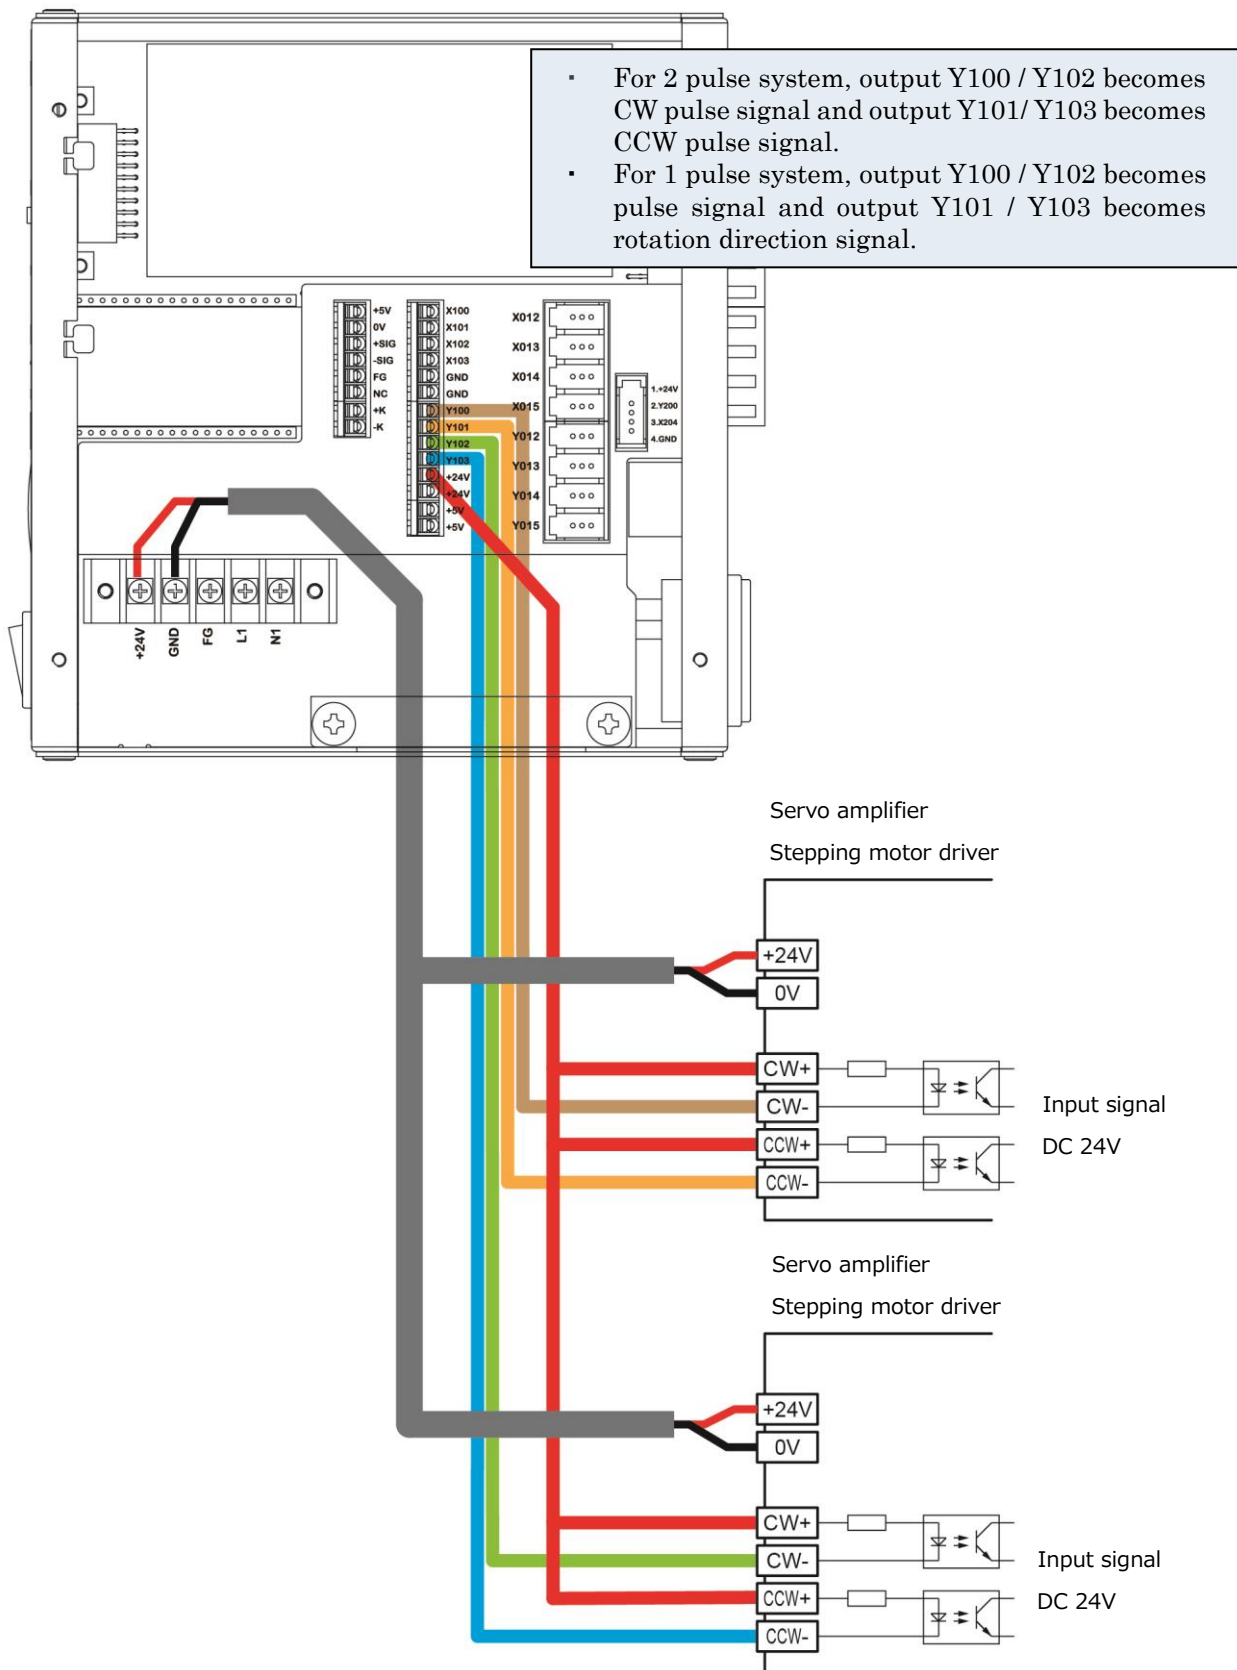 · For 2 pulse system, output Y100 / Y102 becomes
CW pulse signal and output Y101/ Y103 becomes
CCW pulse signal.
· For 1 pulse system, output Y100 / Y102 becomes
pulse signal and output Y101 / Y103 becomes
rotation direction signal.
+5V
0V
+SIG
-SIG
FG
NC
+K
-K
X100
X101
X102
X103
GND
GND
Y100
Y101
Y102
Y103
+24V
+24V
+5V
+5V
X012
X013
X014
X015
Y012
Y013
Y014
Y015
1.+24V
2.Y200
3.X204
4.GND
+24V
GND
FG
L1
N1
Servo amplifier
Stepping motor driver
+24V
0V
CW+
CW-
CCW+
CCW-
Input signal
DC 24V
Servo amplifier
Stepping motor driver
+24V
0V
CW+
CW-
CCW+
CCW-
Input signal
DC 24V